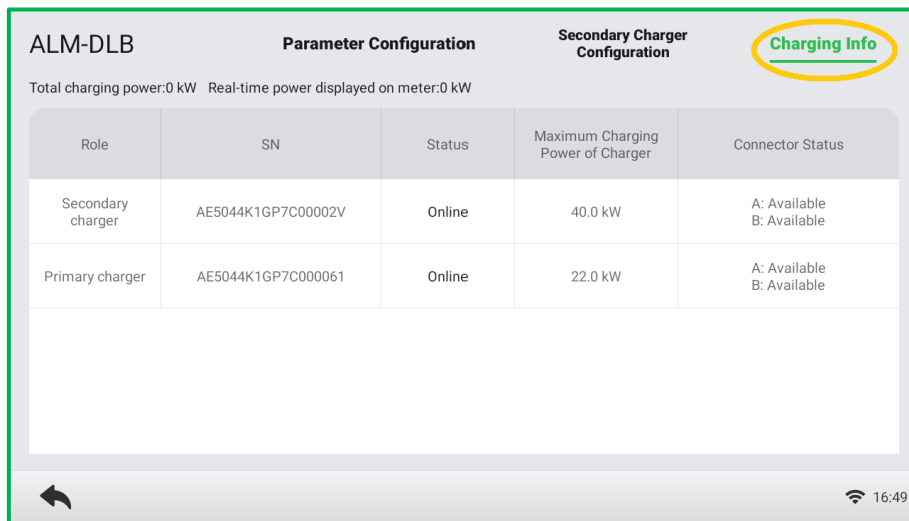 ALM-DLB
Parameter Configuration
Secondary Charger
Configuration
Charging Info
Total charging power:0 kW Real-time power displayed on meter:0 kW
Role SN Status Maximum Charging
Power of Charger Connector Status
Secondary
charger AE5044K1GP7C00002V Online 40.0 kW A: Available
B: Available
Primary charger AE5044K1GP7C000061 Online 22.0 kW A: Available
B: Available
16:49